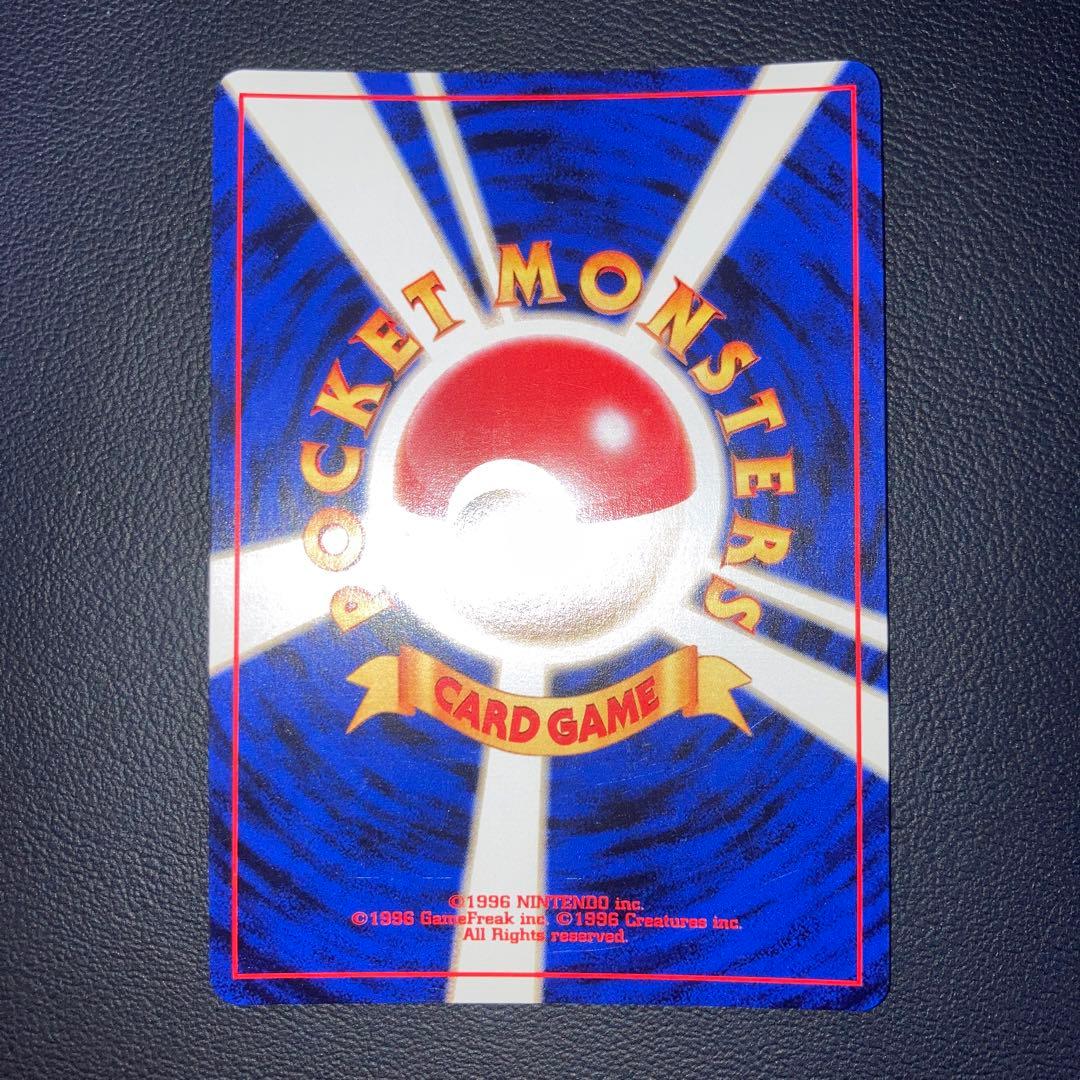 POCKET MONSTERS
CARD GAME
©1996 NINTENDO inc.
©1996 GameFreak inc. ©1996 Creatures inc.
All Rights reserved.